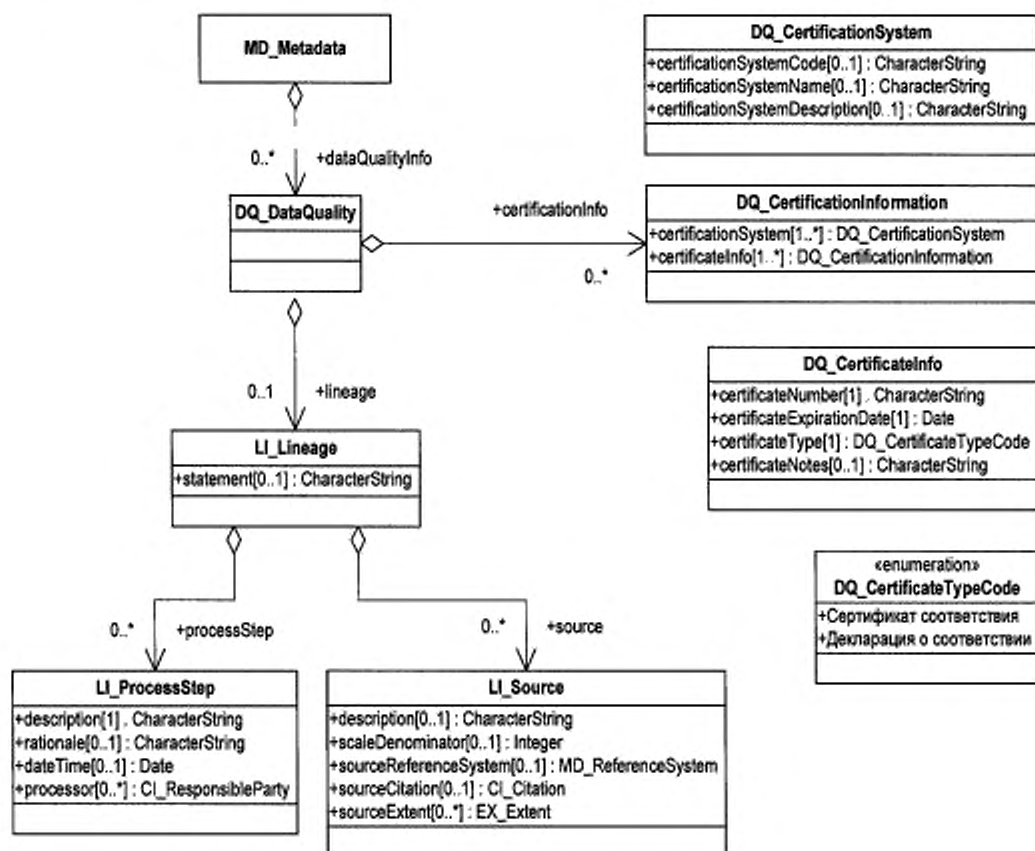 MD_Metadata
0..*
+dataQualityInfo
DQ_DataQuality
+certificationInfo
0..*
DQ_CertificationSystem
+certificationSystemCode[0..1] : CharacterString
+certificationSystemName[0..1] : CharacterString
+certificationSystemDescription[0..1] : CharacterString
DQ_CertificationInformation
+certificationSystem[1..*] : DQ_CertificationSystem
+certificateInfo[1..*] : DQ_CertificationInformation
0..1
+lineage
LI_Lineage
+statement[0..1] : CharacterString
DQ_CertificateInfo
+certificateNumber[1] . CharacterString
+certificateExpirationDate[1] : Date
+certificateType[1] : DQ_CertificateTypeCode
+certificateNotes[0..1] : CharacterString
«enumeration»
DQ_CertificateTypeCode
+Сертификат соответствия
+Декларация о соответствии
0..*
+processStep
0..*
+source
LI_ProcessStep
+description[1] . CharacterString
+rationale[0..1] : CharacterString
+dateTime[0..1] : Date
+processor[0..*] : CI_ResponsibleParty
LI_Source
+description[0..1] : CharacterString
+scaleDenominator[0..1] : Integer
+sourceReferenceSystem[0..1] : MD_ReferenceSystem
+sourceCitation[0..1] : CI_Citation
+sourceExtent[0..*] : EX_Extent